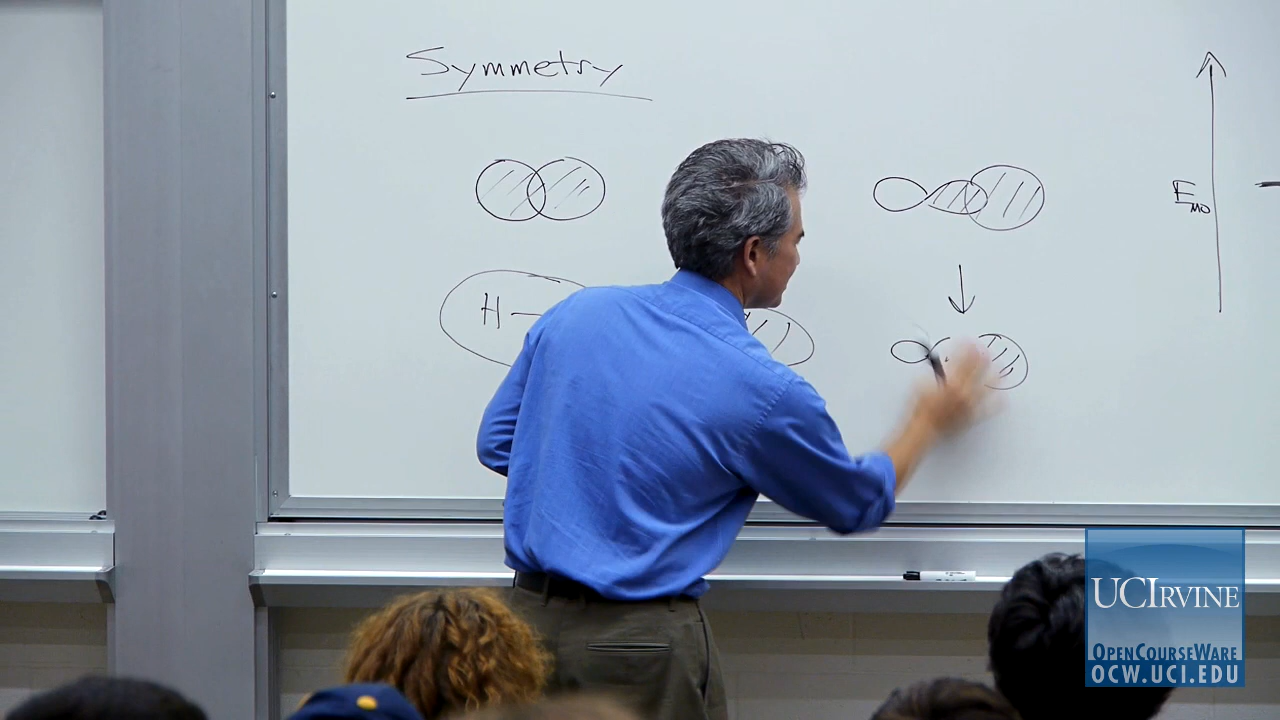 Symmetry
E MO
H—
UCIRVINE
OPENCOURSEWARE
OCW.UCI.EDU